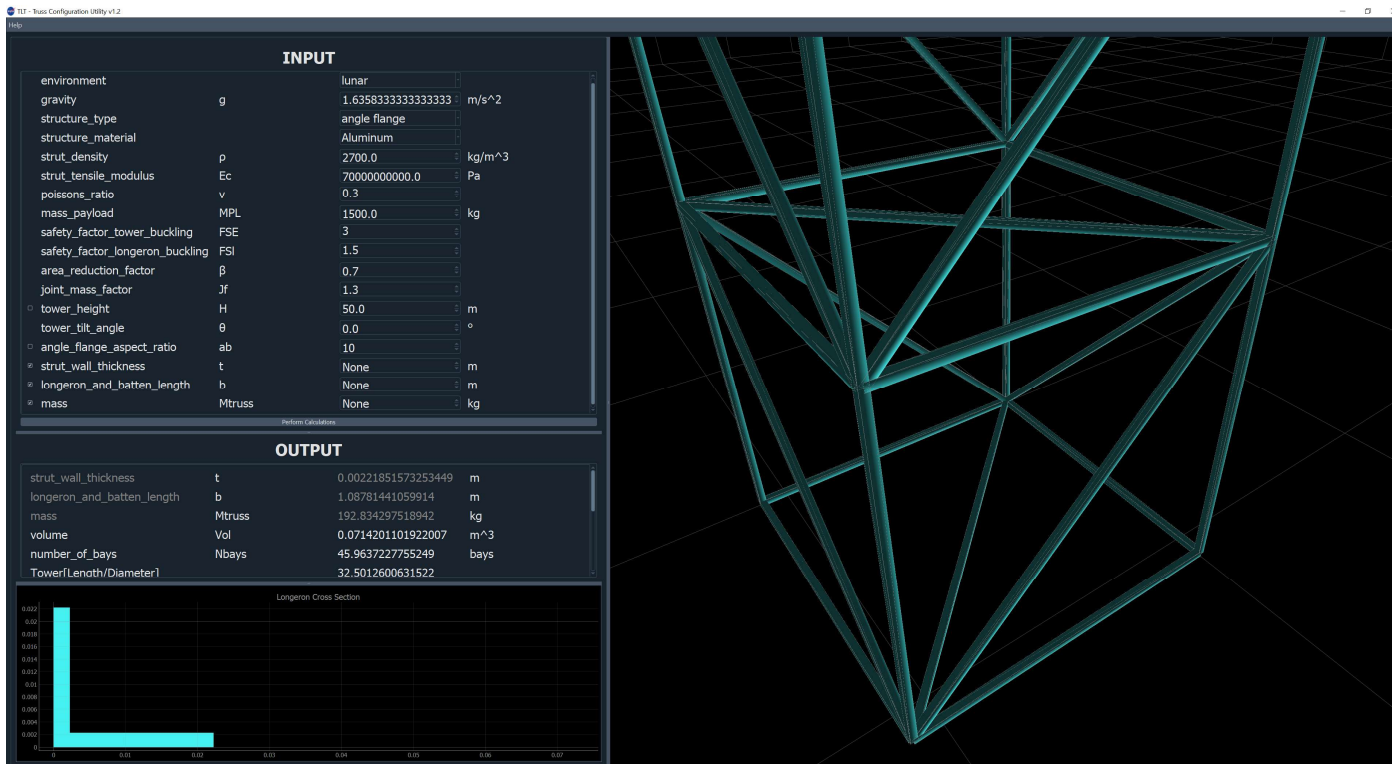 TLT - Truss Configuration Utility v1.2
Help
INPUT
environment lunar
gravity g 1.6358333333333333 m/s^2
structure_type angle flange
structure_material Aluminum
strut_density ρ 2700.0 kg/m^3
strut_tensile_modulus Ec 70000000000.0 Pa
poissons_ratio v 0.3
mass_payload MPL 1500.0 kg
safety_factor_tower_buckling FSE 3
safety_factor_longeron_buckling FSl 1.5
area_reduction_factor β 0.7
joint_mass_factor Jf 1.3
tower_height H 50.0 m
tower_tilt_angle θ 0.0 °
angle_flange_aspect_ratio ab 10
strut_wall_thickness t None m
longeron_and_batten_length b None m
mass Mtruss None kg
Perform Calculations
OUTPUT
strut_wall_thickness t 0.00221851573253449 m
longeron_and_batten_length b 1.08781441059914 m
mass Mtruss 192.834297518942 kg
volume Vol 0.0714201101922007 m^3
number_of_bays Nbays 45.9637227755249 bays
Tower[Length/Diameter] 32.5012600631522
Longeron Cross Section
0.022
0.02
0.018
0.016
0.014
0.012
0.01
0.008
0.006
0.004
0.002
0
0 0.01 0.02 0.03 0.04 0.05 0.06 0.07